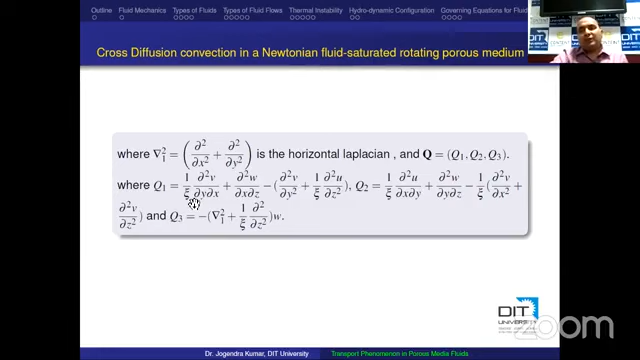 Outline Fluid Mechanics Types of Fluids Types of Fluid Flows Thermal Instability Hydro-dynamic Configuration Governing Equations for Fluid
Cross Diffusion convection in a Newtonian fluid-saturated rotating porous medium
where ∇₁² = (∂²/∂x² + ∂²/∂y²) is the horizontal laplacian , and Q = (Q₁, Q₂, Q₃).
where Q₁ = 1/ξ ∂²v/∂y∂x + ∂²w/∂x∂z − (∂²v/∂y² + 1/ξ ∂²u/∂z²), Q₂ = 1/ξ ∂²u/∂x∂y + ∂²w/∂y∂z − 1/ξ (∂²v/∂x² +
∂²v/∂z²) and Q₃ = −(∇₁² + 1/ξ ∂²/∂z²)w.
DIT
UNIVERSITY
zoom
Dr. Jogendra Kumar, DIT University Transport Phenomenon in Porous Media Fluids